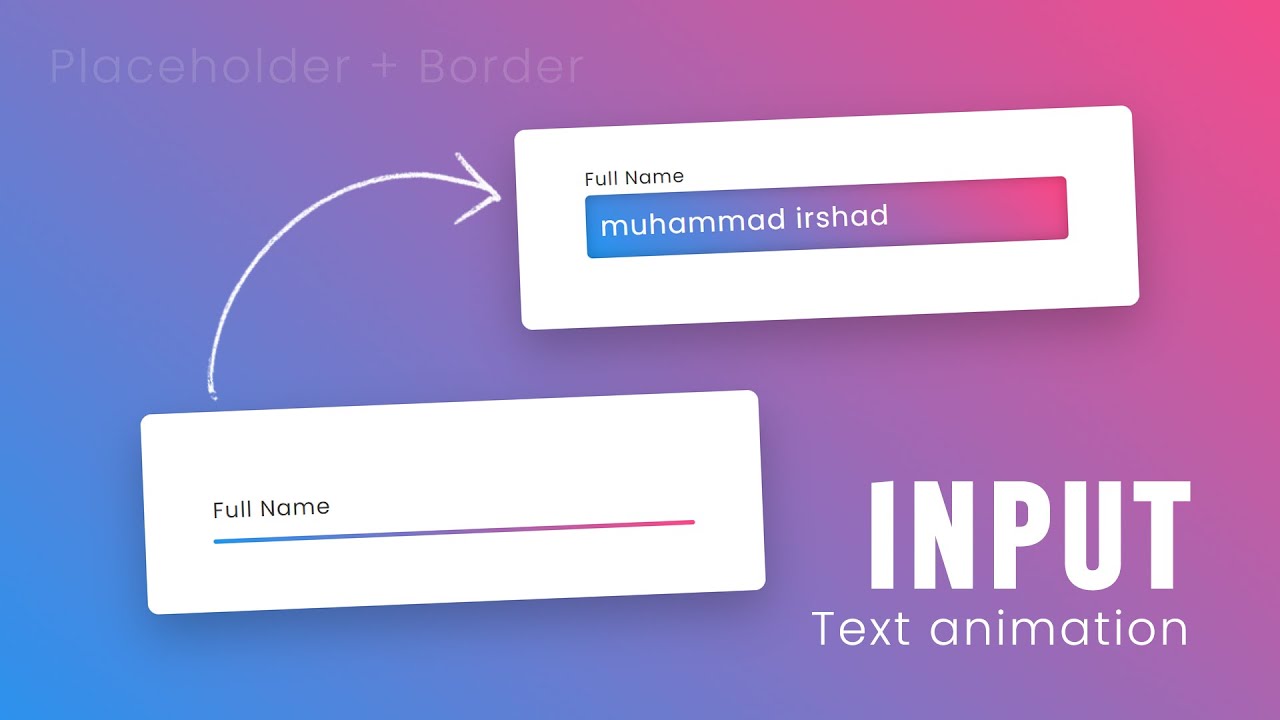 Placeholder + Border
Full Name
muhammad irshad
Full Name
INPUT
Text animation